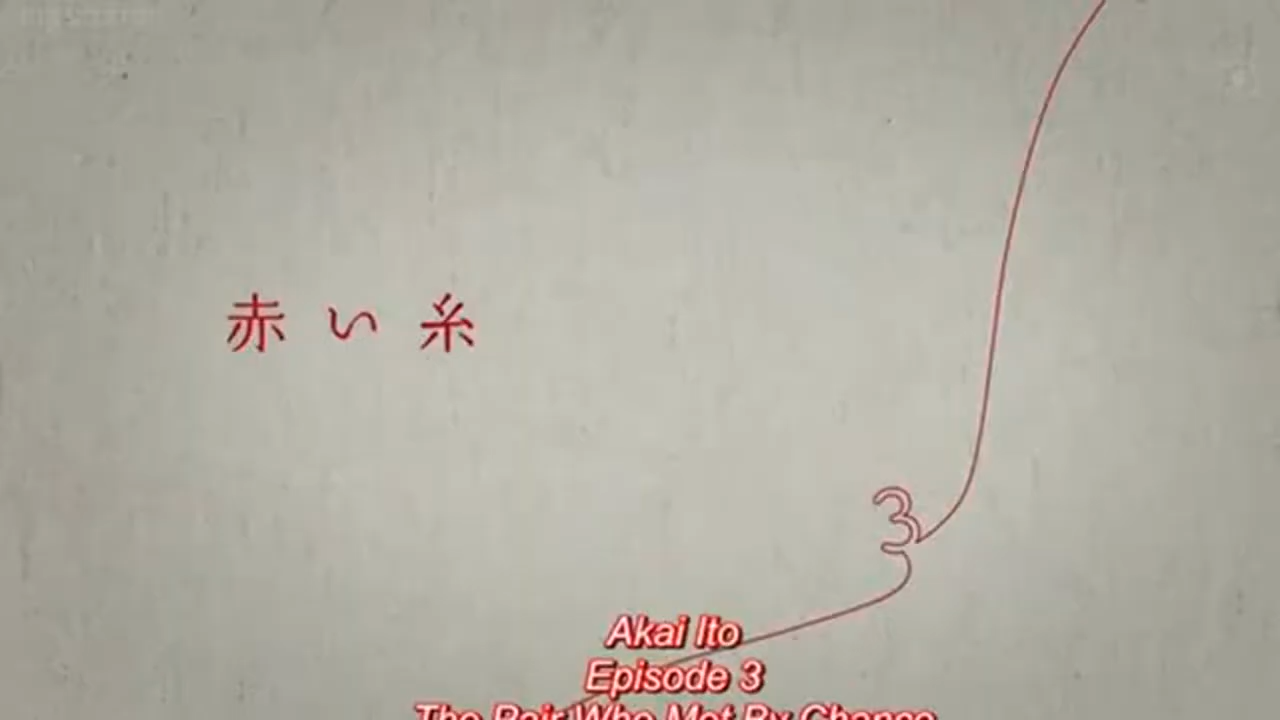 赤い糸
3
Akai Ito
Episode 3
The Pair Who Met By Chance